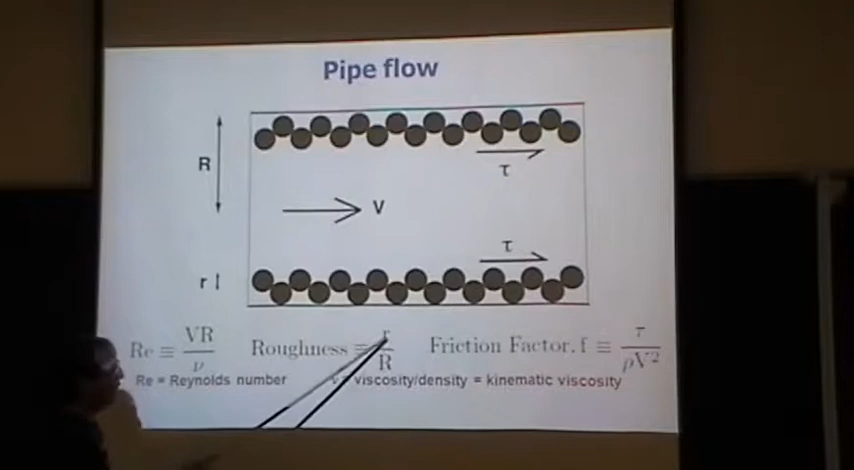 Pipe flow
R
τ
V
τ
r
Re ≡ VR/ν Roughness ≡ r/R Friction Factor, f ≡ τ/ρV²
Re = Reynolds number ν = viscosity/density = kinematic viscosity